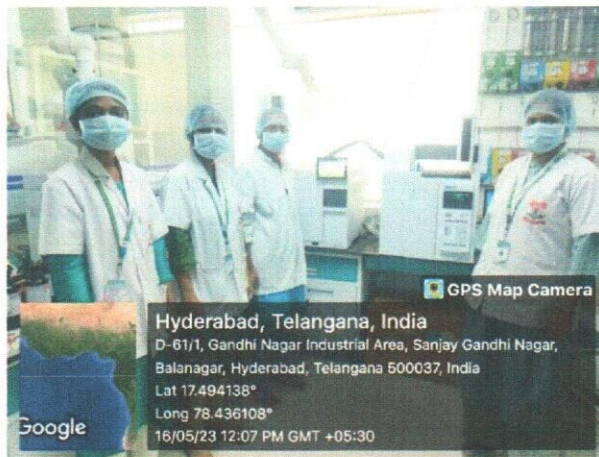 GPS Map Camera
Hyderabad, Telangana, India
D-61/1, Gandhi Nagar Industrial Area, Sanjay Gandhi Nagar,
Balanagar, Hyderabad, Telangana 500037, India
Lat 17.494138°
Long 78.436108°
16/05/23 12:07 PM GMT +05:30
Google